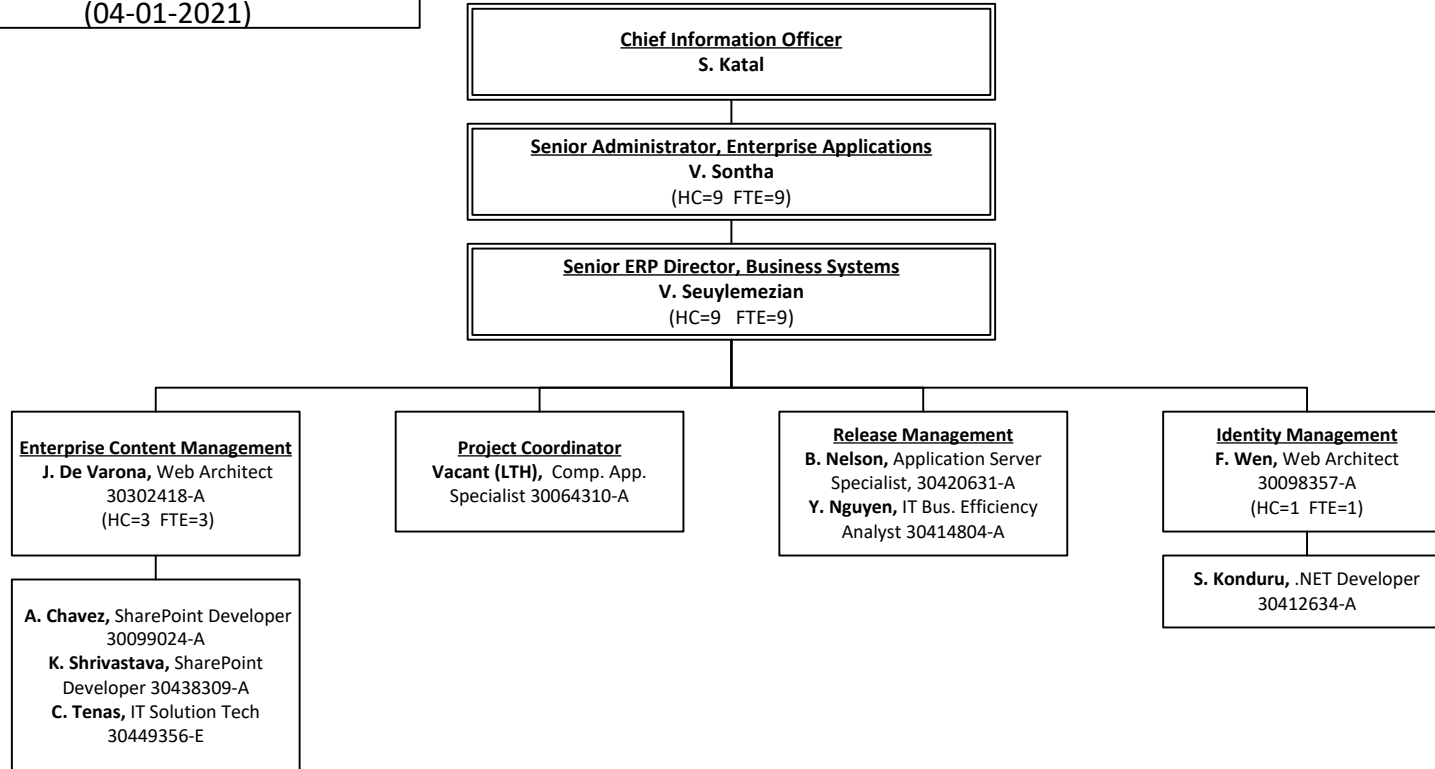 (04-01-2021)
Chief Information Officer
S. Katal
Senior Administrator, Enterprise Applications
V. Sontha
(HC=9 FTE=9)
Senior ERP Director, Business Systems
V. Seuylemezian
(HC=9 FTE=9)
Enterprise Content Management
J. De Varona, Web Architect
30302418-A
(HC=3 FTE=3)
Project Coordinator
Vacant (LTH), Comp. App.
Specialist 30064310-A
Release Management
B. Nelson, Application Server
Specialist, 30420631-A
Y. Nguyen, IT Bus. Efficiency
Analyst 30414804-A
Identity Management
F. Wen, Web Architect
30098357-A
(HC=1 FTE=1)
A. Chavez, SharePoint Developer
30099024-A
K. Shrivastava, SharePoint
Developer 30438309-A
C. Tenas, IT Solution Tech
30449356-E
S. Konduru, .NET Developer
30412634-A